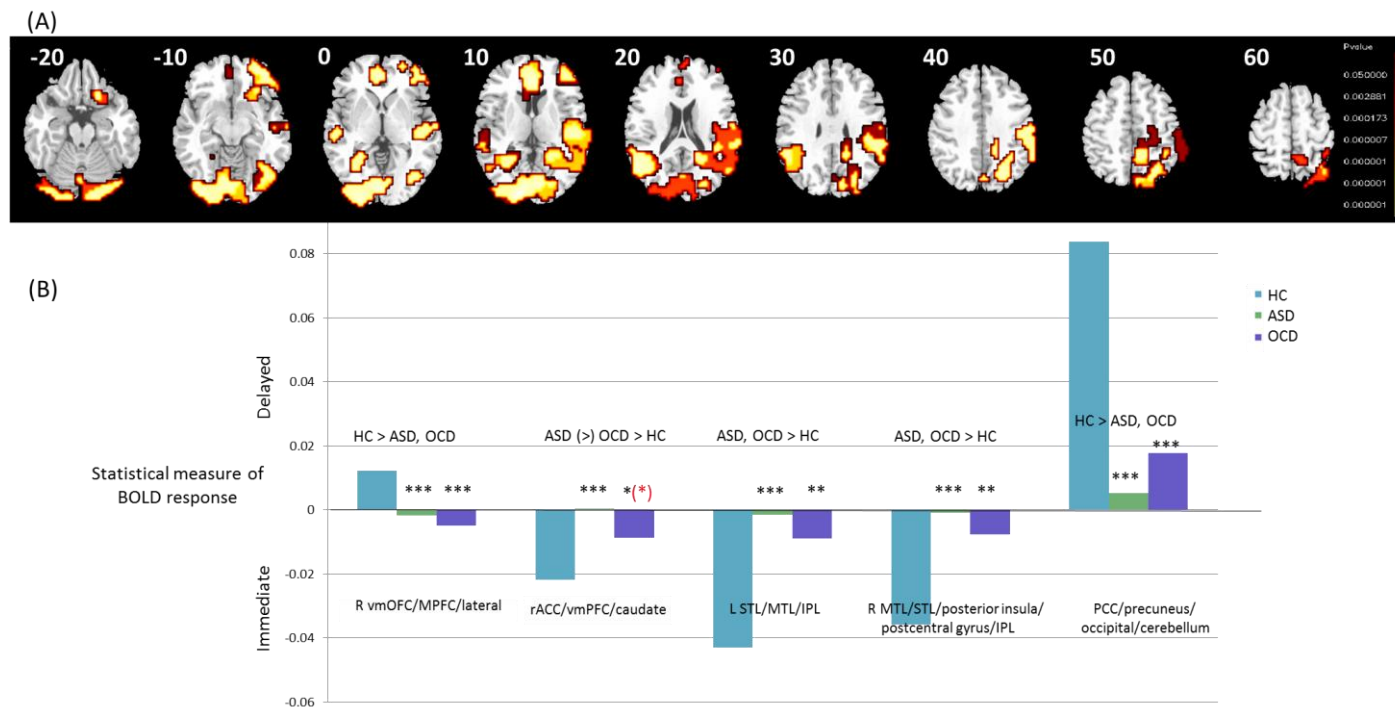 (A)
-20 -10 0 10 20 30 40 50 60
Pvalue
0.050000
0.002881
0.000173
0.000007
0.000001
0.000001
0.000001
(B)
0.08
0.06
0.04
0.02
0
-0.02
-0.04
-0.06
Delayed
Immediate
Statistical measure of
BOLD response
HC
ASD
OCD
HC > ASD, OCD
*** ***
R vmOFC/MPFC/lateral
ASD (>) OCD > HC
*** *(*)
rACC/vmPFC/caudate
ASD, OCD > HC
*** **
L STL/MTL/IPL
ASD, OCD > HC
*** **
R MTL/STL/posterior insula/
postcentral gyrus/IPL
HC > ASD, OCD
*** ***
PCC/precuneus/
occipital/cerebellum